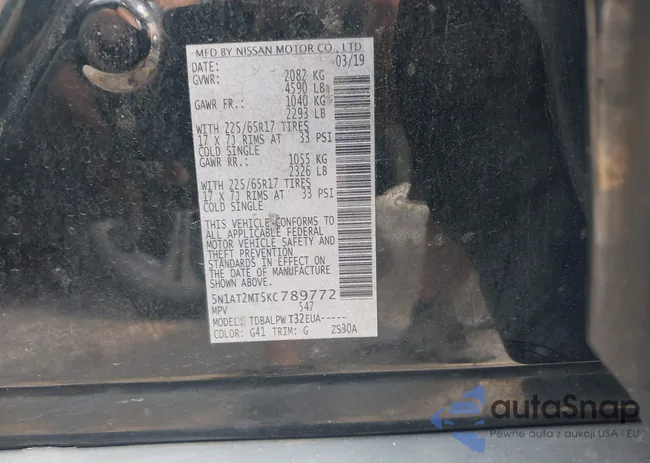 MFD BY NISSAN MOTOR CO., LTD.
DATE: 03/19
GVWR: 2082 KG
4590 LB
GAWR FR.: 1040 KG
2293 LB
WITH 225/65R17 TIRES
17 X 7J RIMS AT 33 PSI
COLD SINGLE
GAWR RR.: 1055 KG
2326 LB
WITH 225/65R17 TIRES
17 X 7J RIMS AT 33 PSI
COLD SINGLE
THIS VEHICLE CONFORMS TO
ALL APPLICABLE FEDERAL
MOTOR VEHICLE SAFETY AND
THEFT PREVENTION
STANDARDS IN EFFECT ON
THE DATE OF MANUFACTURE
SHOWN ABOVE.
5N1AT2MT5KC789772
MPV 547
MODEL: TDBALPWT32EUA-----
COLOR: G41 TRIM: G ZS30A
autaSnap
Pewne auta z aukcji USA i EU